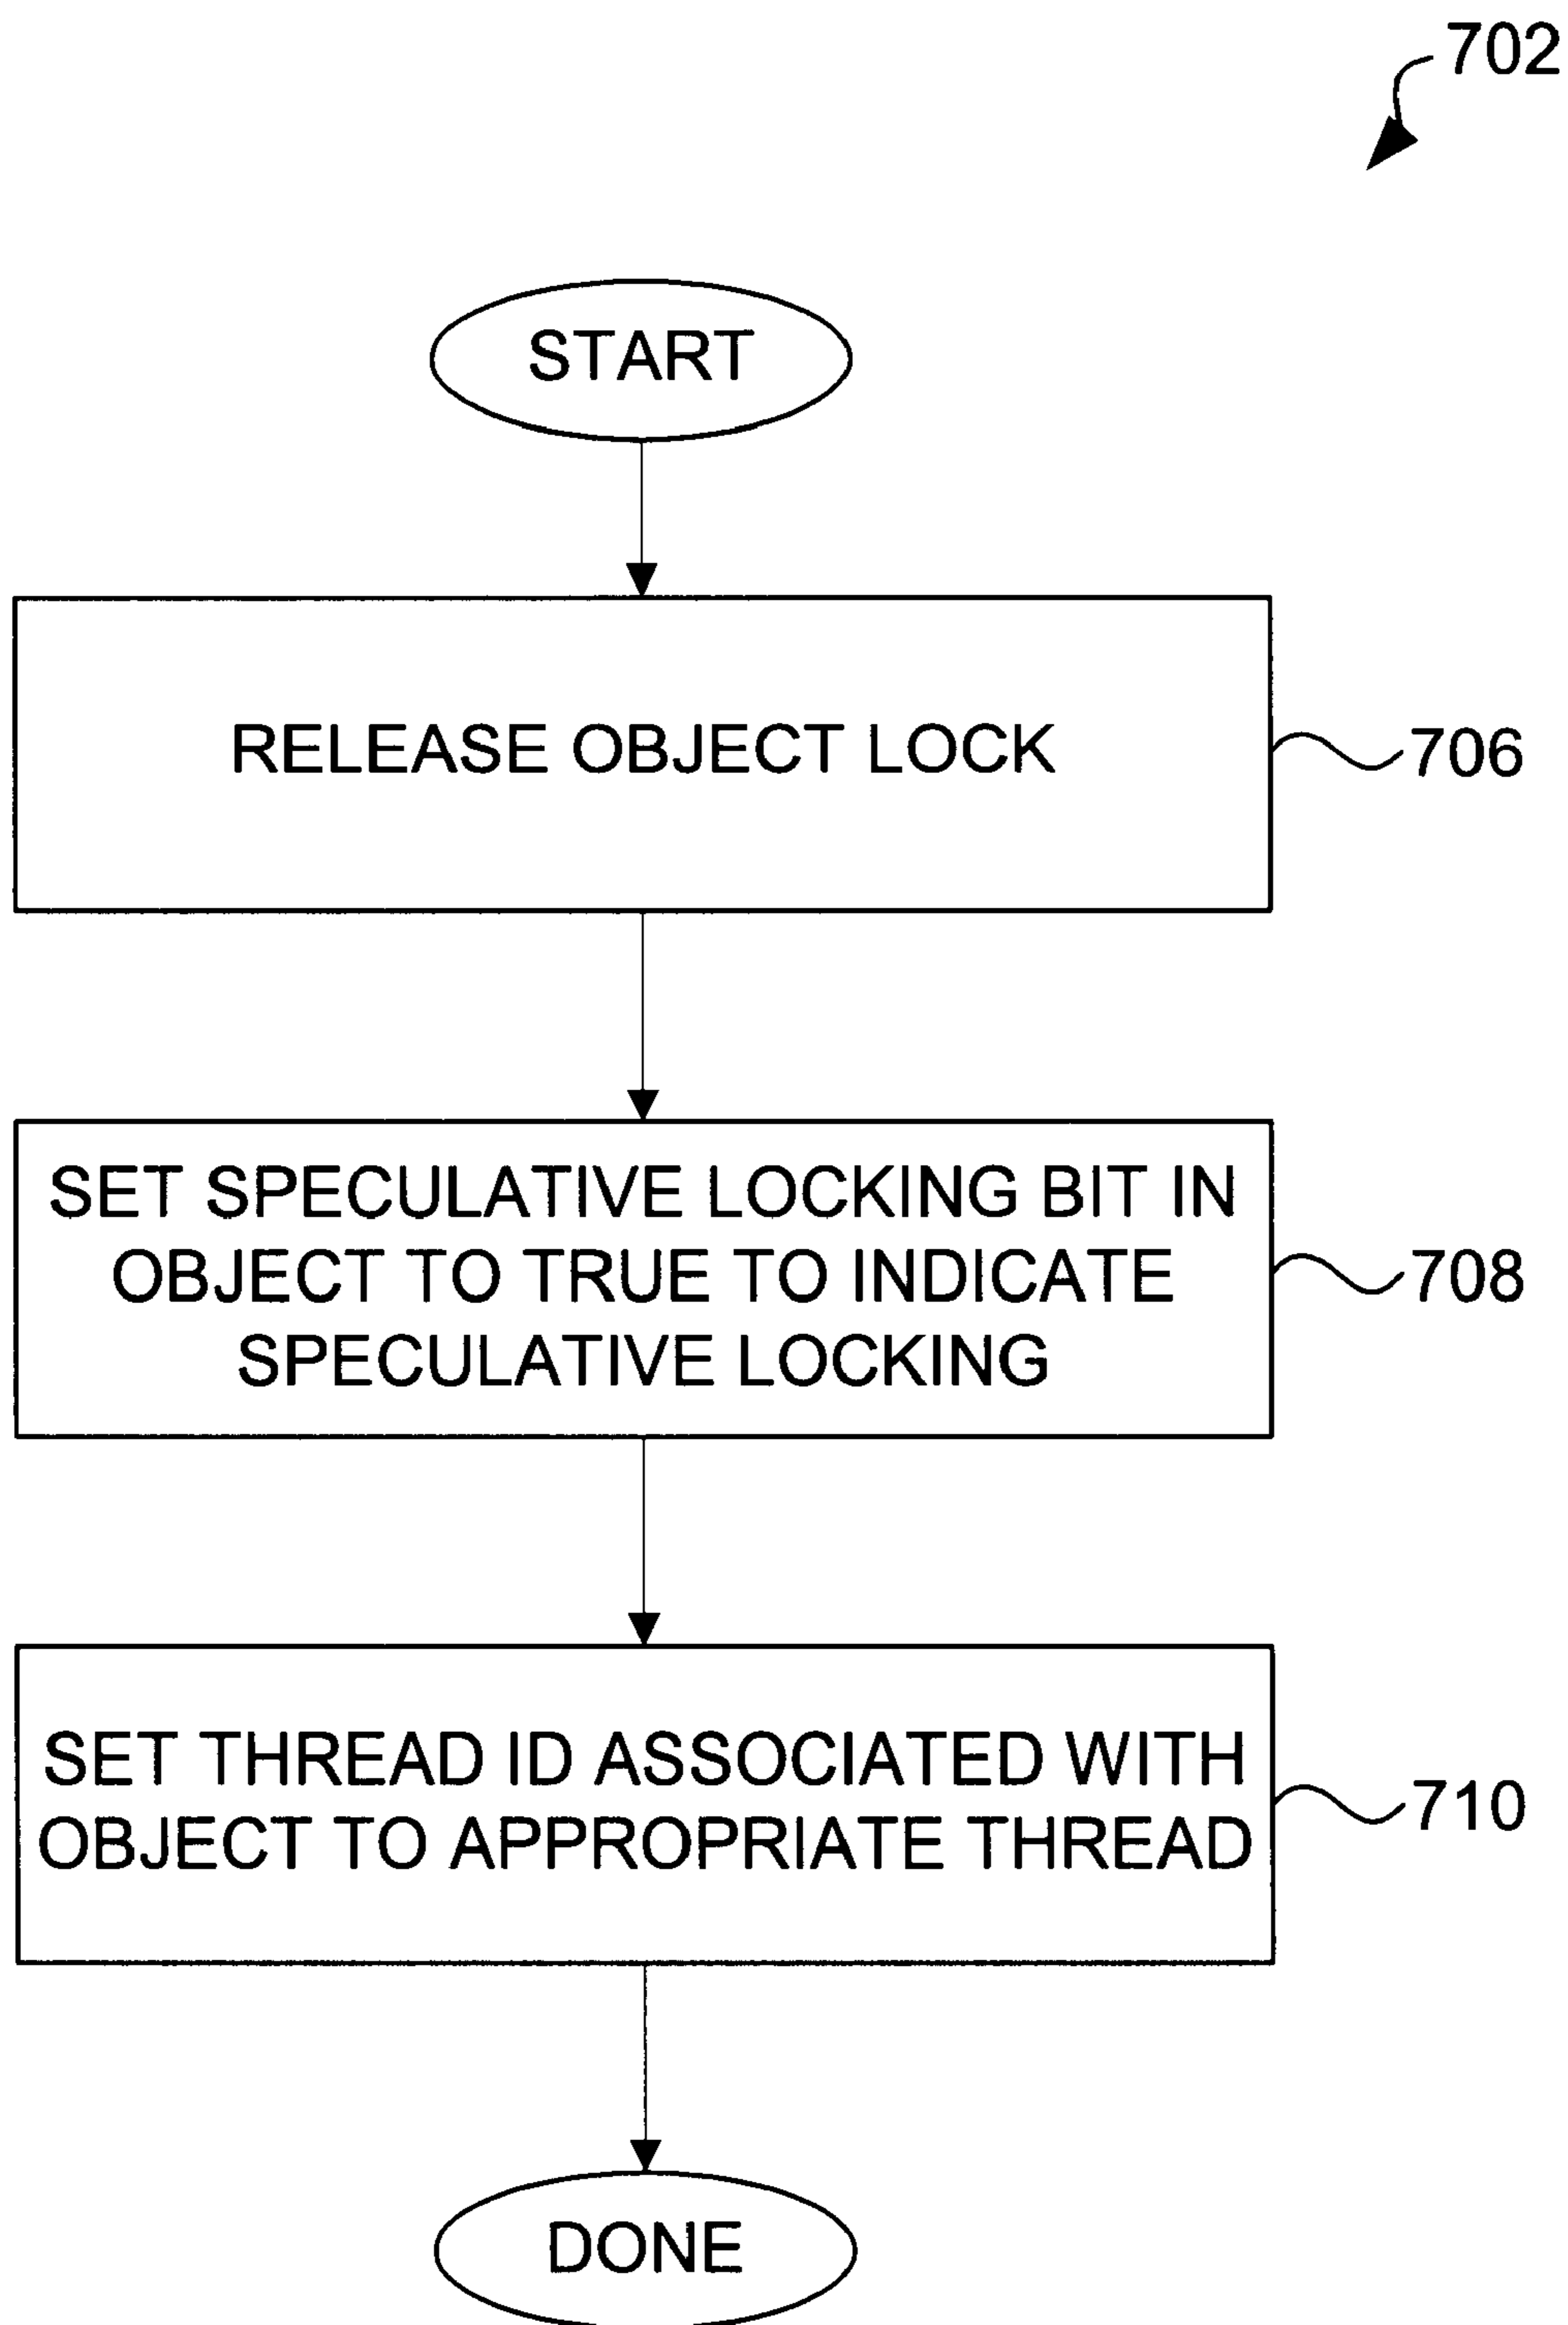 702
START
RELEASE OBJECT LOCK
706
SET SPECULATIVE LOCKING BIT IN
OBJECT TO TRUE TO INDICATE
SPECULATIVE LOCKING
708
SET THREAD ID ASSOCIATED WITH
OBJECT TO APPROPRIATE THREAD
710
DONE